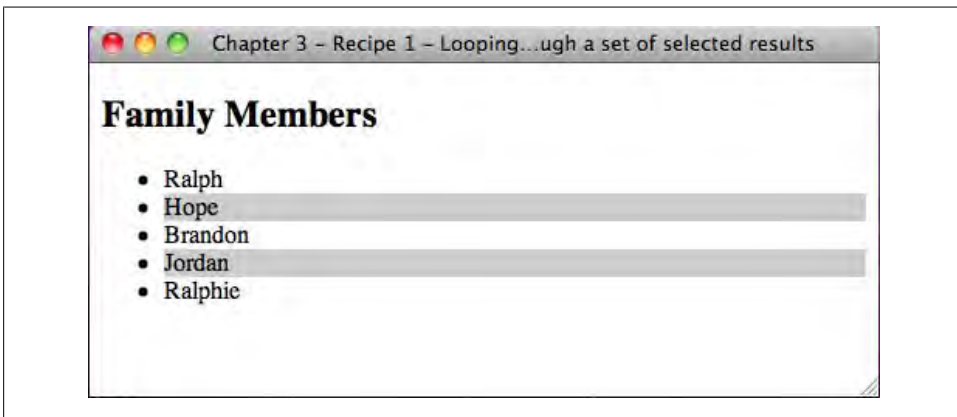 Chapter 3 – Recipe 1 – Looping...ugh a set of selected results
Family Members
• Ralph
• Hope
• Brandon
• Jordan
• Ralphie